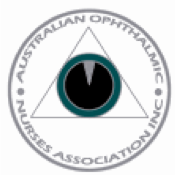 • AUSTRALIAN OPHTHALMIC •
NURSES ASSOCIATION INC